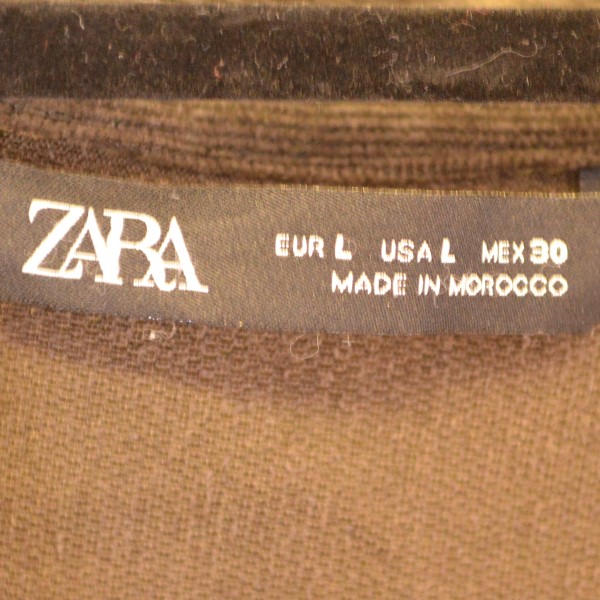 ZARA
EUR L USA L MEX 30
MADE IN MOROCCO